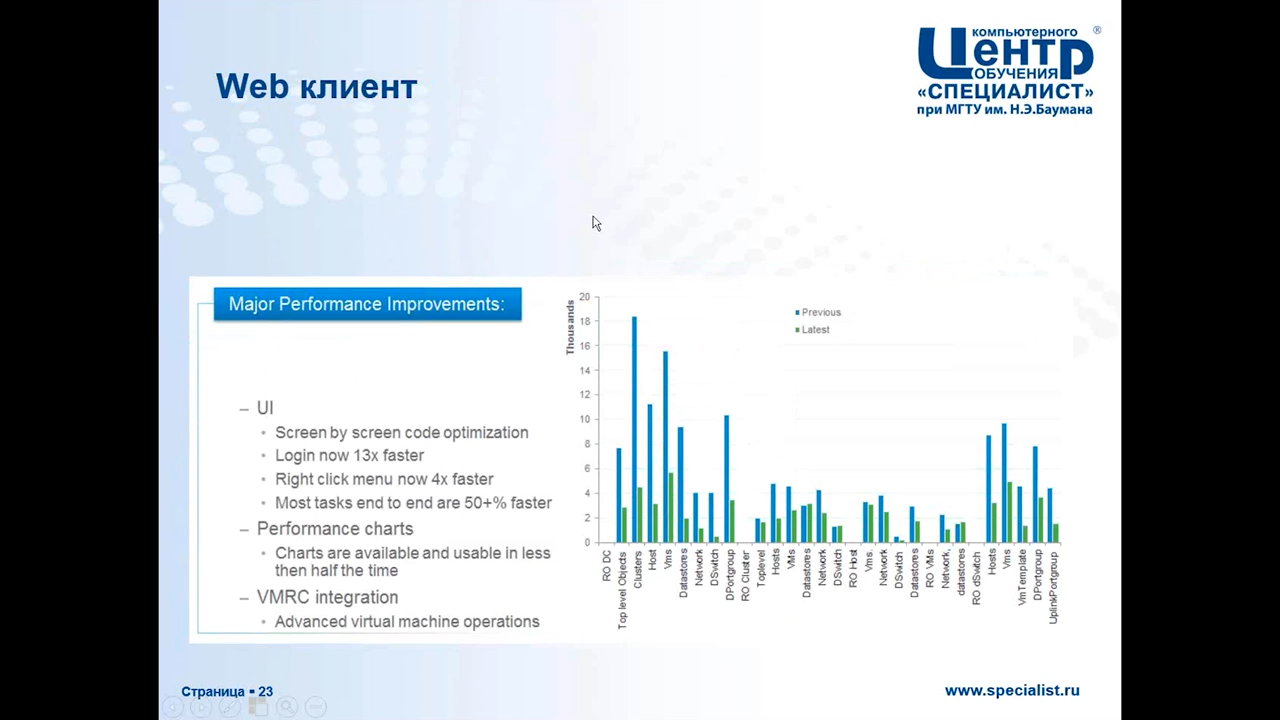 Web клиент
компьютерного
Центр
ОБУЧЕНИЯ
«СПЕЦИАЛИСТ»
при МГТУ им. Н.Э.Баумана
®
Major Performance Improvements:
– UI
• Screen by screen code optimization
• Login now 13x faster
• Right click menu now 4x faster
• Most tasks end to end are 50+% faster
– Performance charts
• Charts are available and usable in less
then half the time
– VMRC integration
• Advanced virtual machine operations
Thousands
20
18
16
14
12
10
8
6
4
2
0
Previous
Latest
RO DC
Top level Objects
Clusters
Host
Vms
Datastores
Network
DSwitch
DPortgroup
RO Cluster
Toplevel
Hosts
VMs
Datastores
Network
DSwitch
RO Host
Vms.
Network
DSwitch
Datastores
RO VMs
Network,
datastores
RO dSwitch
Hosts
Vms
VmTemplate
DPortgroup
UplinkPortgroup
Страница ▪ 23
www.specialist.ru